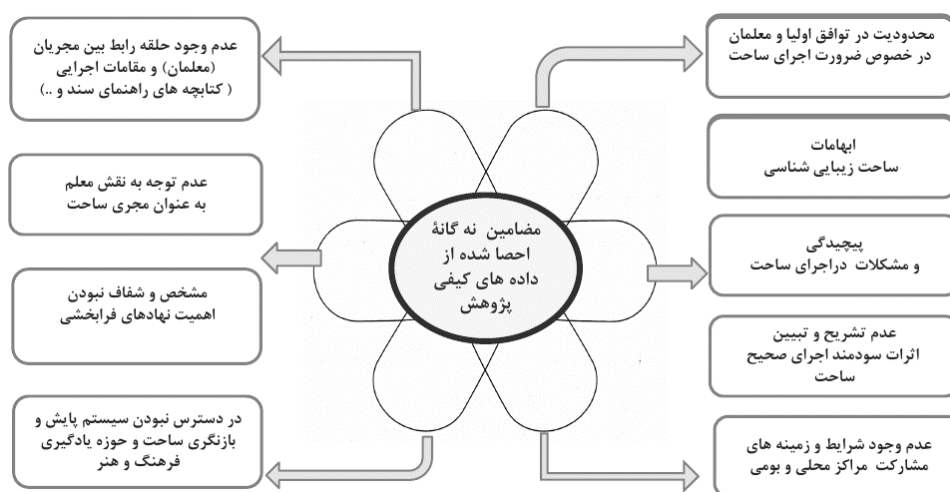 محدودیت در توافق اولیا و معلمان
در خصوص ضرورت اجرای ساحت
ابهامات
ساحت زیبایی شناسی
پیچیدگی
و مشکلات دراجرای ساحت
عدم تشریح و تبیین
اثرات سودمند اجرای صحیح
ساحت
عدم وجود شرایط و زمینه های
مشارکت مراکز محلی و بومی
مضامین نه گانۀ
احصا شده از
داده های کیفی
پژوهش
عدم وجود حلقه رابط بین مجریان
(معلمان) و مقامات اجرایی
( کتابچه های راهنمای سند و ..)
عدم توجه به نقش معلم
به عنوان مجری ساحت
مشخص و شفاف نبودن
اهمیت نهادهای فرابخشی
در دسترس نبودن سیستم پایش و
بازنگری ساحت و حوزه یادگیری
فرهنگ و هنر